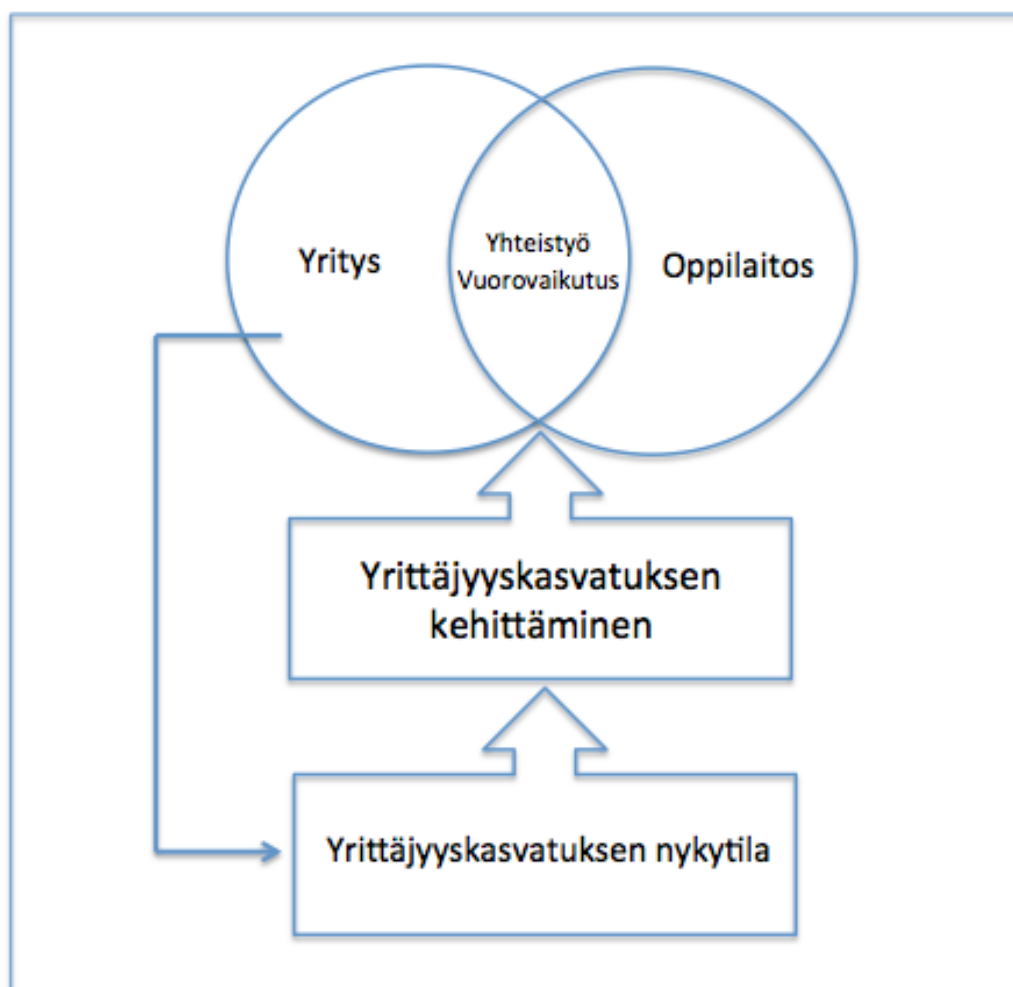 Yritys
Yhteistyö
Vuorovaikutus
Oppilaitos
Yrittäjyyskasvatuksen
kehittäminen
Yrittäjyyskasvatuksen nykytila